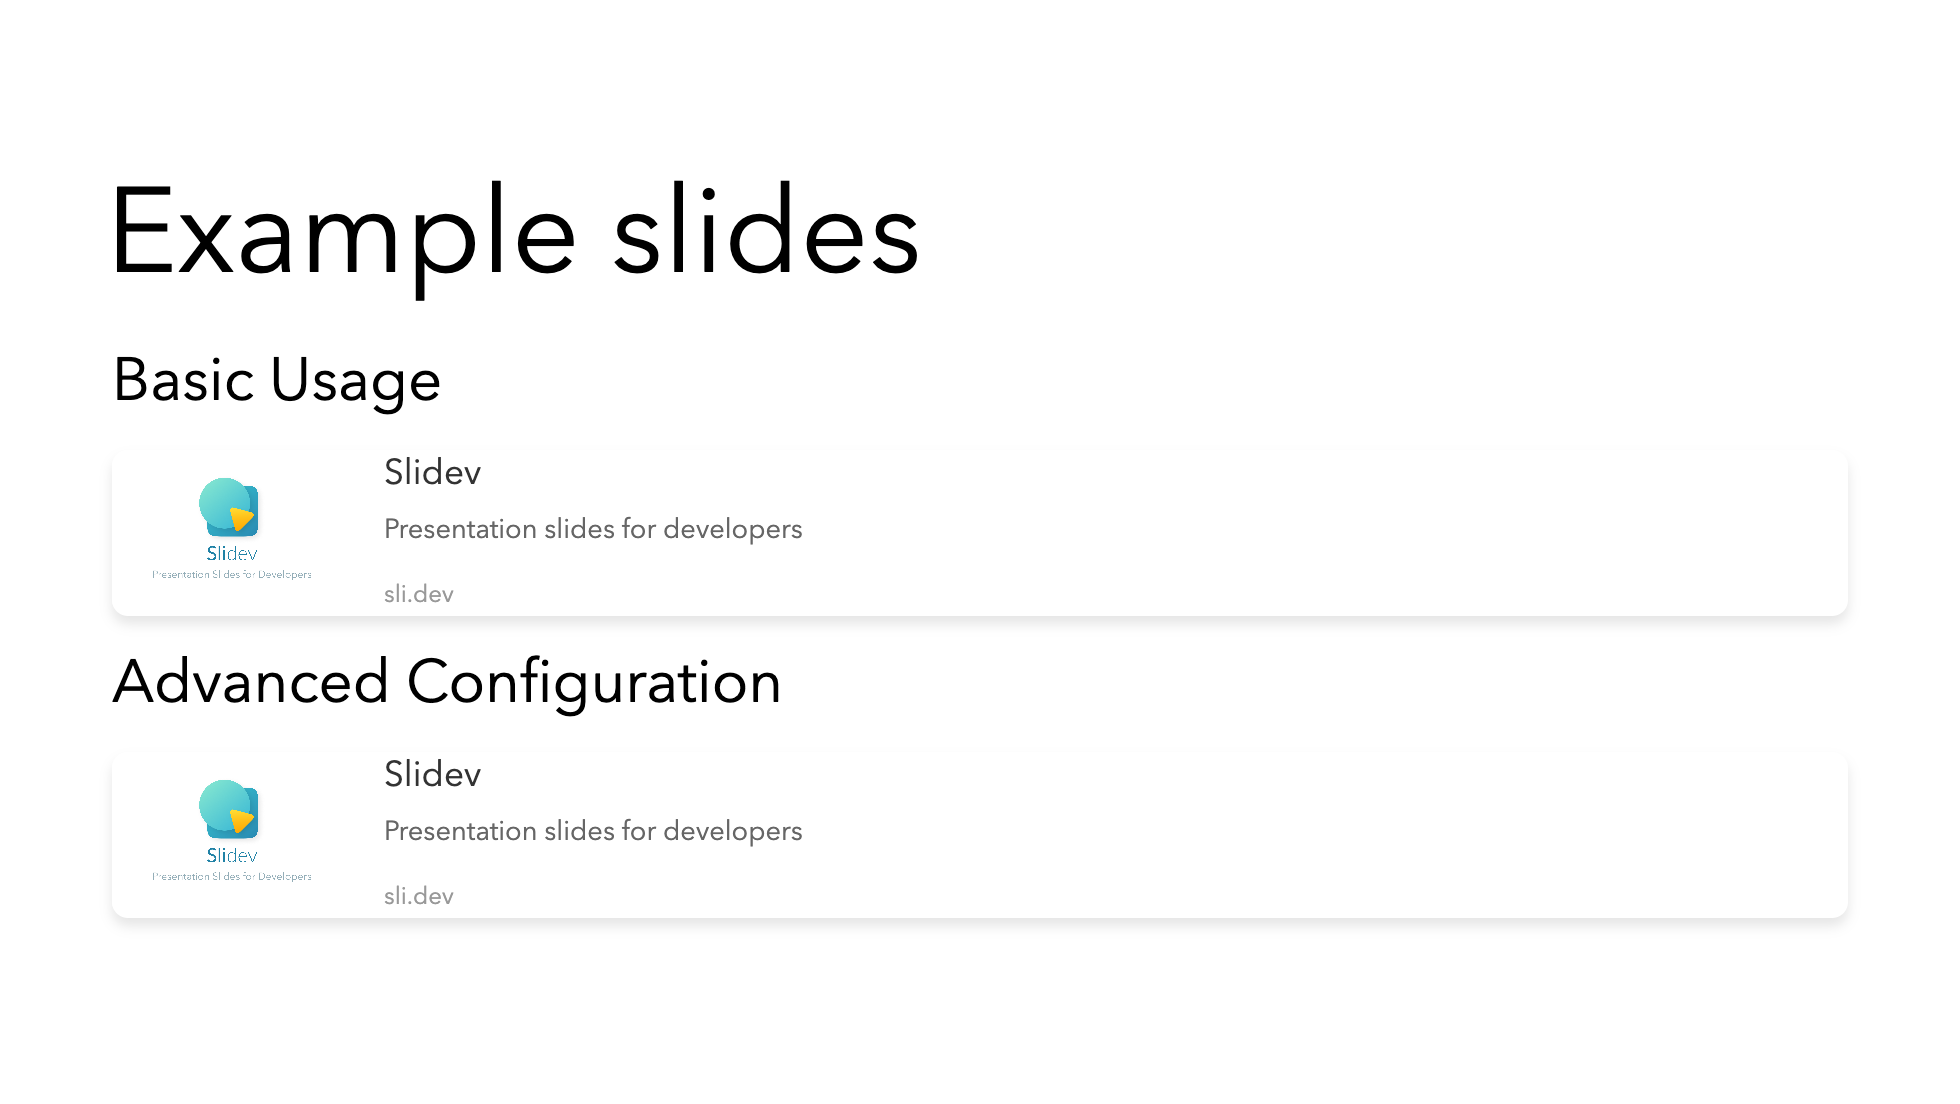 Example slides
Basic Usage
Slidev
Presentation slides for developers
sli.dev
Slidev
Presentation Slides for Developers
Advanced Configuration
Slidev
Presentation slides for developers
sli.dev
Slidev
Presentation Slides for Developers